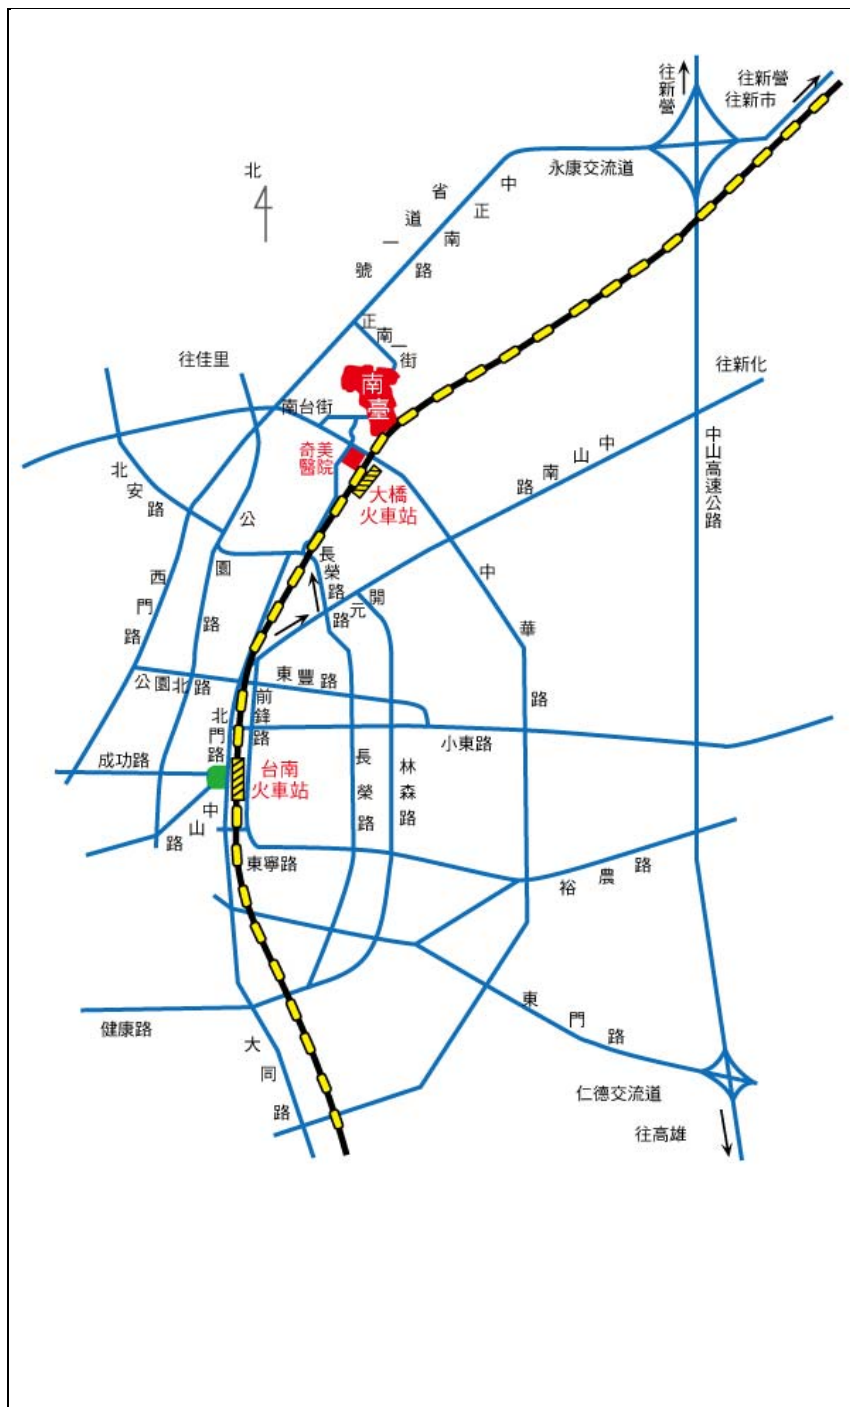 往新營
往新營
往新市
北
永康交流道
省道一號
中正南路
正南一街
往佳里
往新化
南臺
南台街
奇美
醫院
大橋
火車站
中山南路
中山高速公路
北安路
公園路
西門路
長榮路
開元路
中華路
公園北路
東豐路
北門路
前鋒路
小東路
成功路
台南
火車站
長榮路
林森路
中山路
東寧路
裕農路
健康路
東門路
大同路
仁德交流道
往高雄